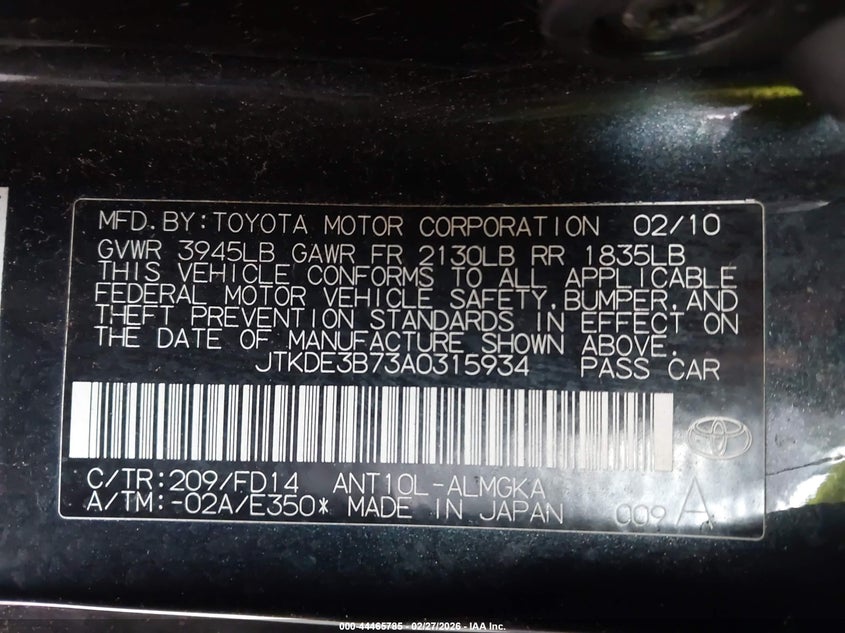 MFD.BY:TOYOTA MOTOR CORPORATION 02/10
GVWR 3945LB GAWR FR 2130LB RR 1835LB
THIS VEHICLE CONFORMS TO ALL APPLICABLE
FEDERAL MOTOR VEHICLE SAFETY,BUMPER,AND
THEFT PREVENTION STANDARDS IN EFFECT ON
THE DATE OF MANUFACTURE SHOWN ABOVE.
JTKDE3B73A0315934 PASS CAR
C/TR:209/FD14 ANT10L-ALMGKA
A/TM:-02A/E350* MADE IN JAPAN 009 A
000-44465785 - 02/27/2026 - IAA Inc.